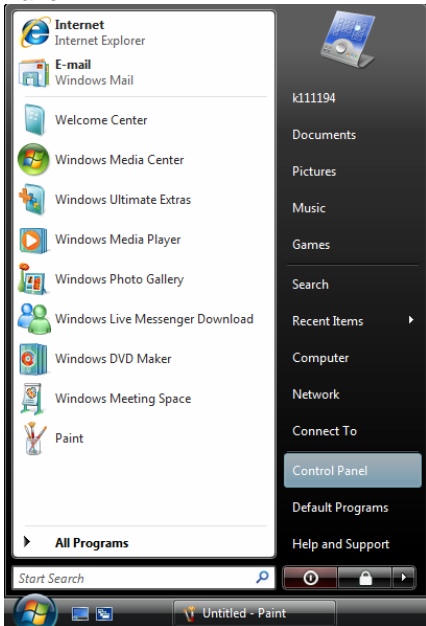 Internet
Internet Explorer
E-mail
Windows Mail
Welcome Center
Windows Media Center
Windows Ultimate Extras
Windows Media Player
Windows Photo Gallery
Windows Live Messenger Download
Windows DVD Maker
Windows Meeting Space
Paint
All Programs
Start Search
k111194
Documents
Pictures
Music
Games
Search
Recent Items
Computer
Network
Connect To
Control Panel
Default Programs
Help and Support
Untitled - Paint